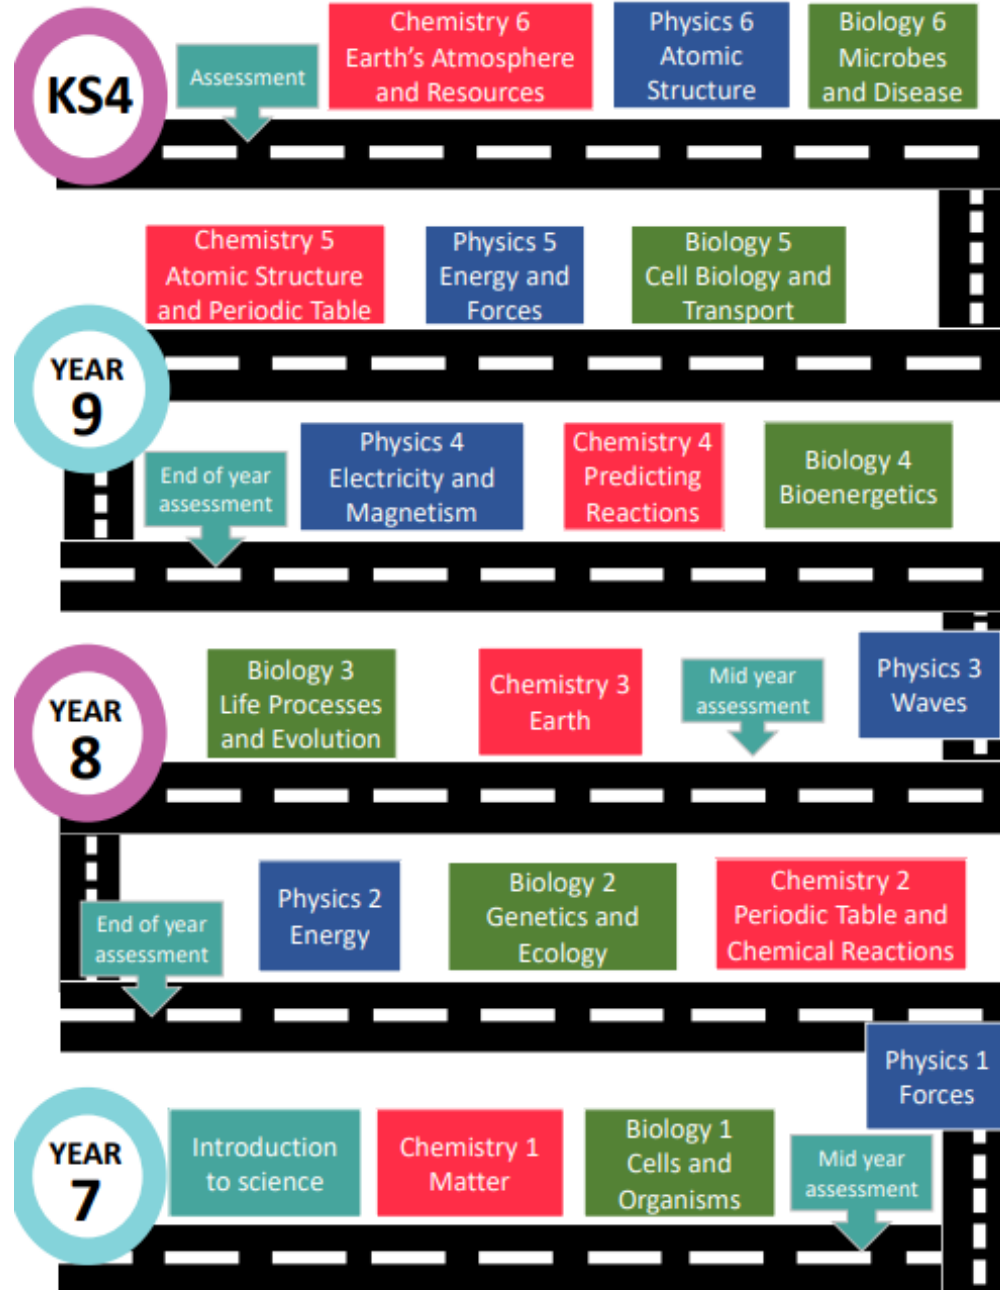 KS4
Assessment
Chemistry 6
Earth’s Atmosphere
and Resources
Physics 6
Atomic
Structure
Biology 6
Microbes
and Disease
Chemistry 5
Atomic Structure
and Periodic Table
Physics 5
Energy and
Forces
Biology 5
Cell Biology and
Transport
YEAR
9
End of year
assessment
Physics 4
Electricity and
Magnetism
Chemistry 4
Predicting
Reactions
Biology 4
Bioenergetics
YEAR
8
Biology 3
Life Processes
and Evolution
Chemistry 3
Earth
Mid year
assessment
Physics 3
Waves
End of year
assessment
Physics 2
Energy
Biology 2
Genetics and
Ecology
Chemistry 2
Periodic Table and
Chemical Reactions
Physics 1
Forces
YEAR
7
Introduction
to science
Chemistry 1
Matter
Biology 1
Cells and
Organisms
Mid year
assessment